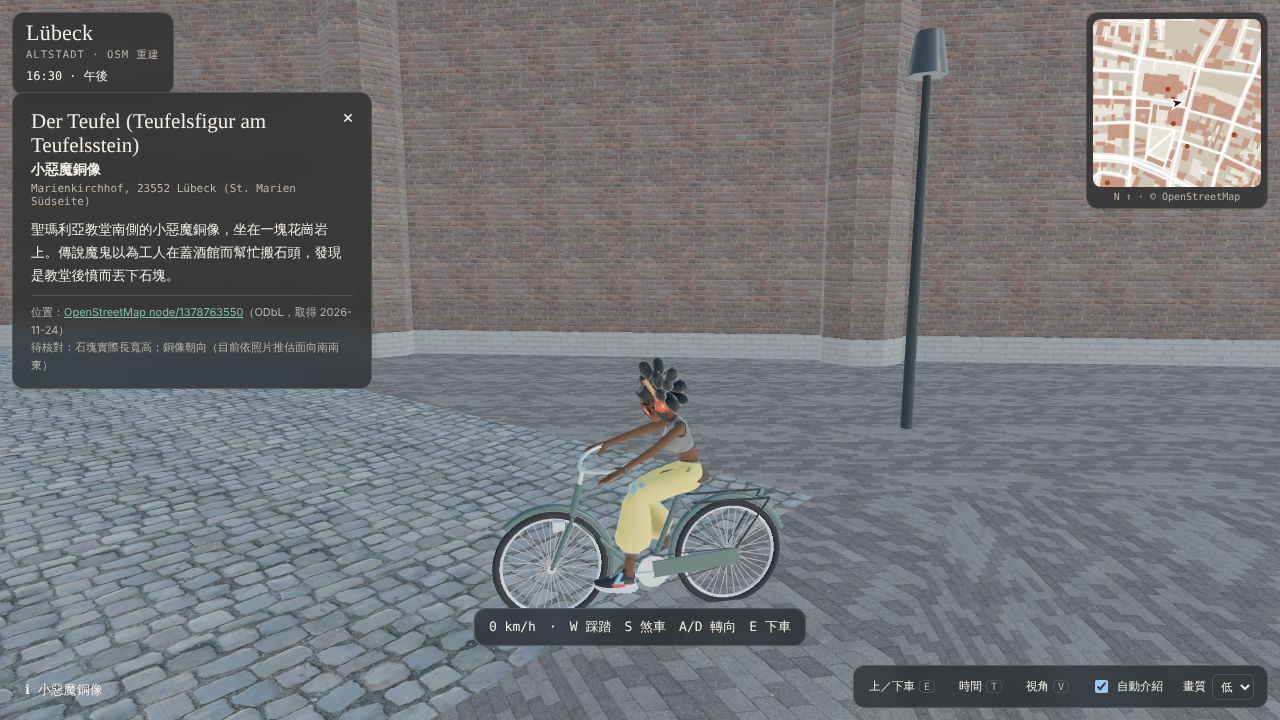 Lübeck
ALTSTADT · OSM 重建
16:30 · 午後
Der Teufel (Teufelsfigur am
Teufelsstein)
×
小惡魔銅像
Marienkirchhof, 23552 Lübeck (St. Marien
Südseite)
聖瑪利亞教堂南側的小惡魔銅像，坐在一塊花崗岩
上。傳說魔鬼以為工人在蓋酒館而幫忙搬石頭，發現
是教堂後憤而丟下石塊。
位置：OpenStreetMap node/1378763550（ODbL，取得 2026-
11-24）
待核對：石塊實際長寬高；銅像朝向（目前依照片推估面向南南
東）
N ↑ · © OpenStreetMap
0 km/h · W 踩踏 S 煞車 A/D 轉向 E 下車
ℹ 小惡魔銅像
上／下車 E 時間 T 視角 V 自動介紹 畫質 低